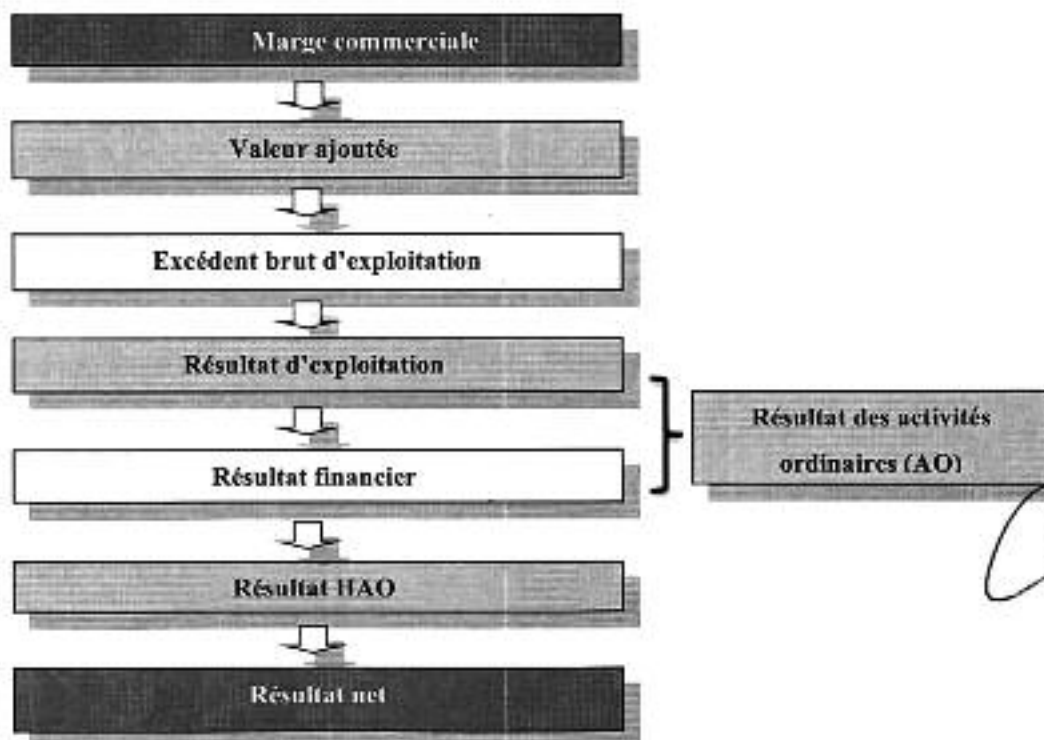 Marge commerciale
Valeur ajoutée
Excédent brut d'exploitation
Résultat d'exploitation
Résultat financier
Résultat des activités
ordinaires (AO)
Résultat HAO
Résultat net